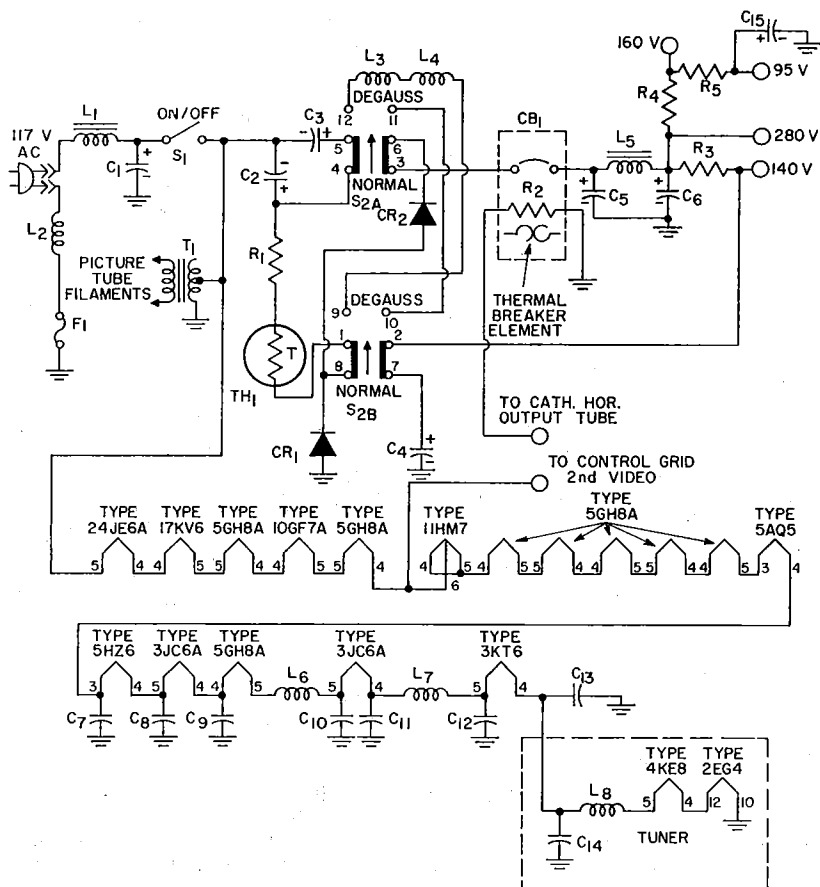 C15
160 V
95 V
R5
R4
280 V
R3
140 V
L3 L4
DEGAUSS
12 11
117 V
AC
L1
ON/OFF
S1
C1
C3
5 6
4 3
NORMAL
S2A
C2
CR2
CB1
R2
THERMAL
BREAKER
ELEMENT
L5
C5
C6
L2
F1
T1
PICTURE
TUBE
FILAMENTS
R1
T
TH1
DEGAUSS
9 10
1 2
8 7
NORMAL
S2B
CR1
C4
TO CATH. HOR.
OUTPUT TUBE
TO CONTROL GRID
2nd VIDEO
TYPE
24JE6A
TYPE
17KV6
TYPE
5GH8A
TYPE
10GF7A
TYPE
5GH8A
TYPE
11HM7
TYPE
5GH8A
TYPE
5AQ5
5 4 4 5 5 4 4 5 5 4 4 5 4 5 5 4 4 5 5 4 4 5 3 4
6
TYPE
5HZ6
TYPE
3JC6A
TYPE
5GH8A
TYPE
3JC6A
TYPE
3KT6
3 4 5 4 4 5 L6 5 4 L7 5 4
C7 C8 C9 C10 C11 C12 C13
TYPE
4KE8
TYPE
2EG4
L8
5 4 12 10
C14
TUNER